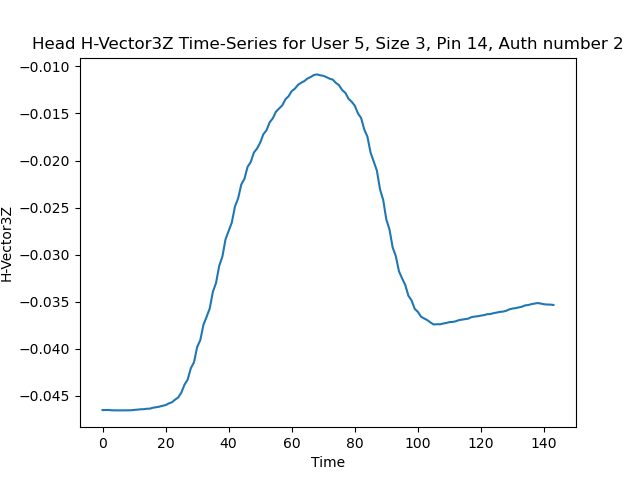 Head H-Vector3Z Time-Series for User 5, Size 3, Pin 14, Auth number 2
−0.010
−0.015
−0.020
−0.025
−0.030
−0.035
−0.040
−0.045
H-Vector3Z
0 20 40 60 80 100 120 140
Time